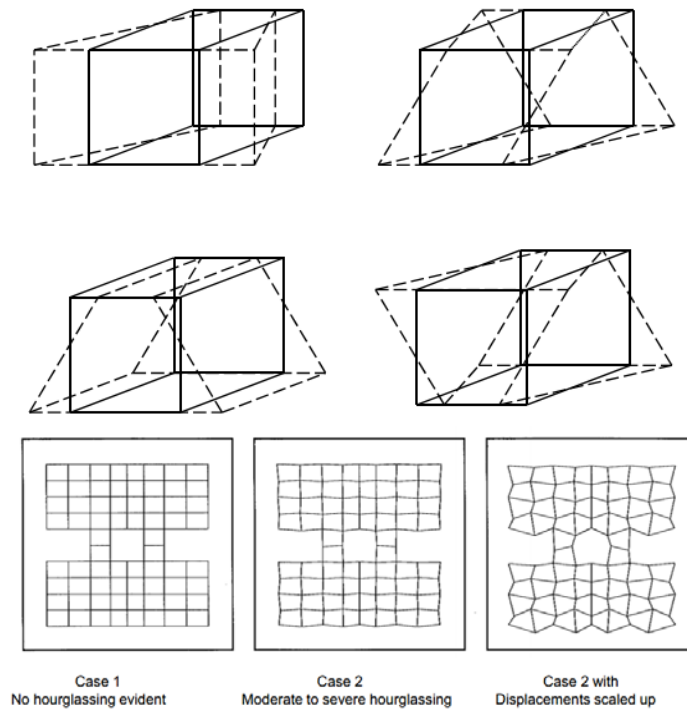 Case 1
No hourglassing evident
Case 2
Moderate to severe hourglassing
Case 2 with
Displacements scaled up